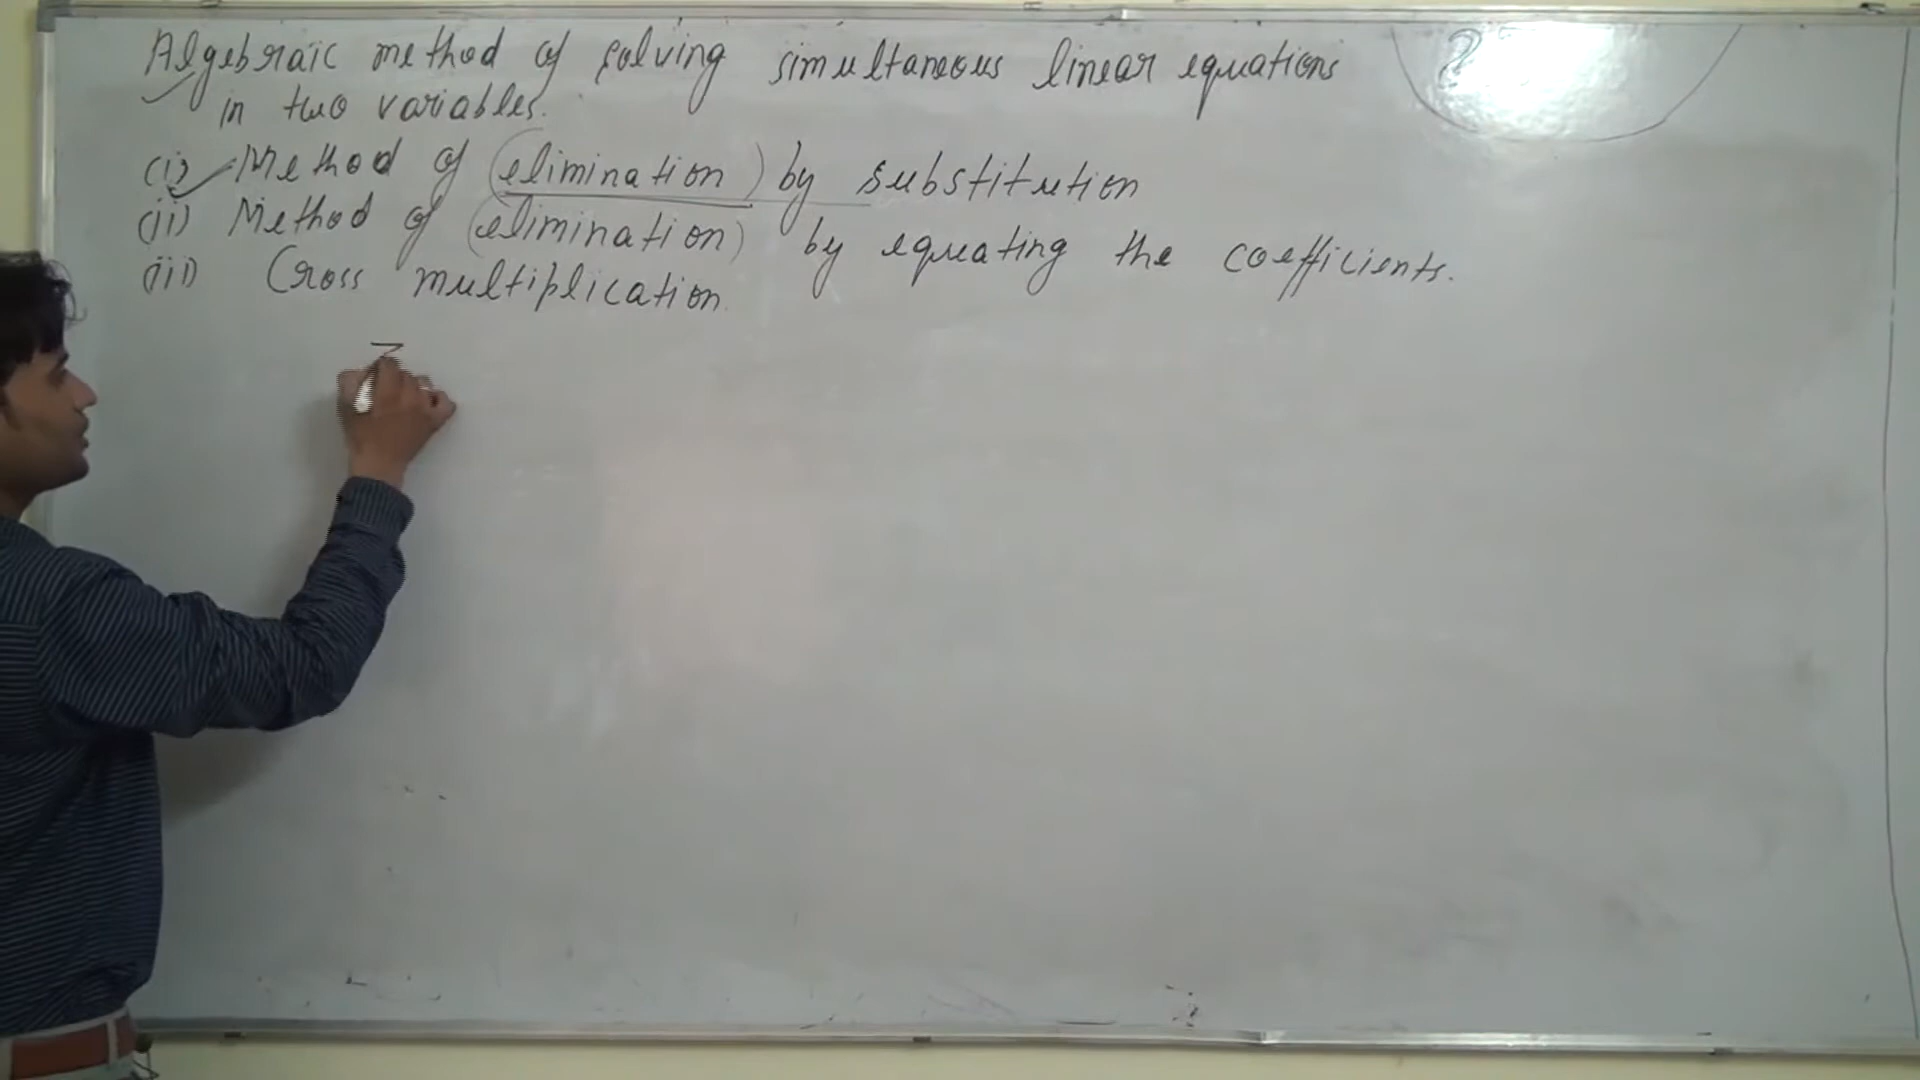 Algebraic method of solving simultaneous linear equations
in two variables.
(i) Method of (elimination) by substitution
(ii) Method of (elimination) by equating the coefficients.
(iii) Cross multiplication